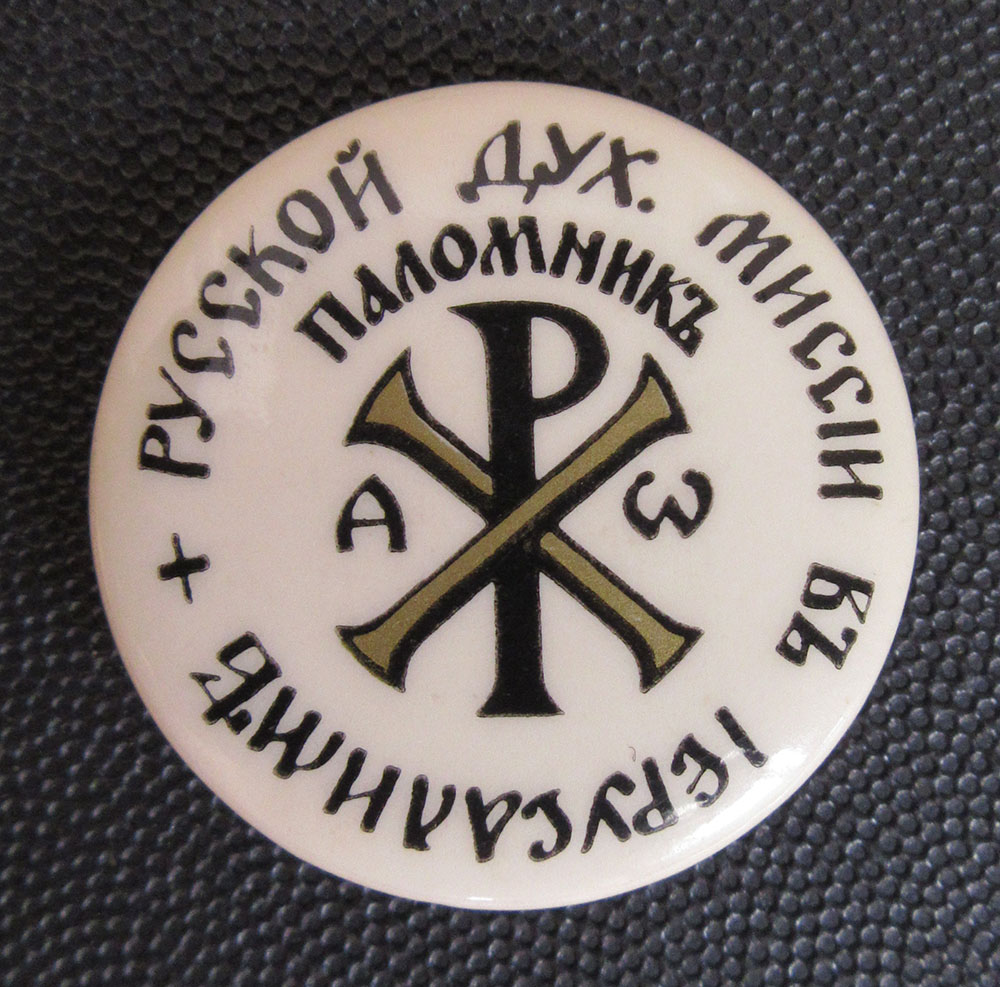 + РУССКОЙ ДУХ. МИССІИ ВЪ ІЕРУСАЛИМѢ
ПАЛОМНИКЪ
А З